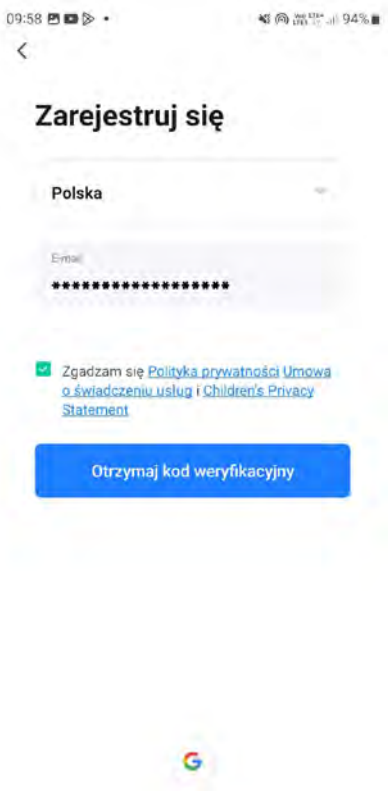 09:58
94%
Zarejestruj się
Polska
E-mail
******************
Zgadzam się Polityka prywatności Umowa
o świadczeniu usług i Children's Privacy
Statement
Otrzymaj kod weryfikacyjny